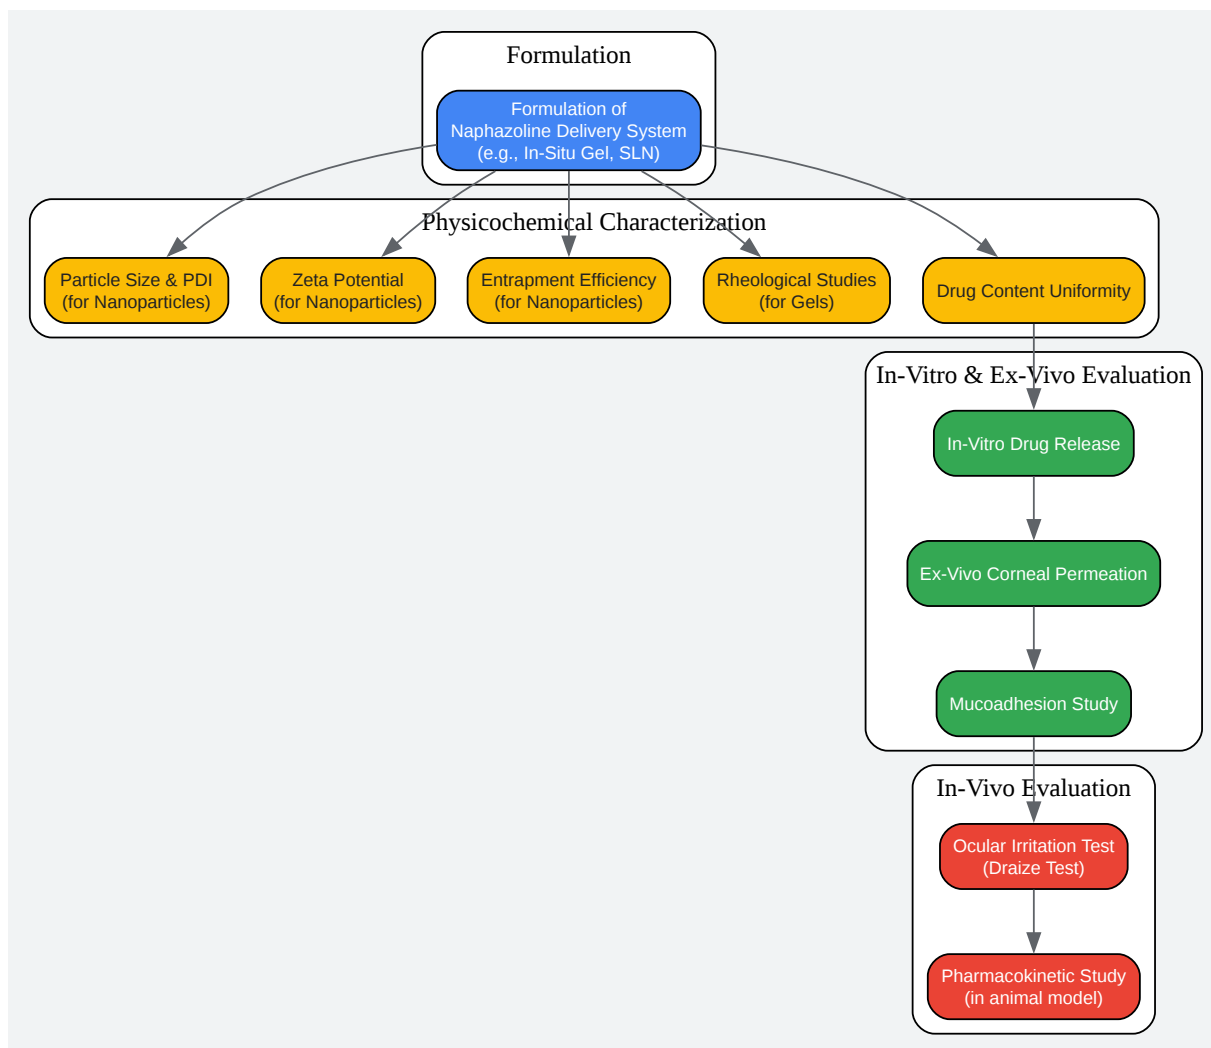 Formulation
Formulation of
Naphazoline Delivery System
(e.g., In-Situ Gel, SLN)
Physicochemical Characterization
Particle Size & PDI
(for Nanoparticles)
Zeta Potential
(for Nanoparticles)
Entrapment Efficiency
(for Nanoparticles)
Rheological Studies
(for Gels)
Drug Content Uniformity
In-Vitro & Ex-Vivo Evaluation
In-Vitro Drug Release
Ex-Vivo Corneal Permeation
Mucoadhesion Study
In-Vivo Evaluation
Ocular Irritation Test
(Draize Test)
Pharmacokinetic Study
(in animal model)